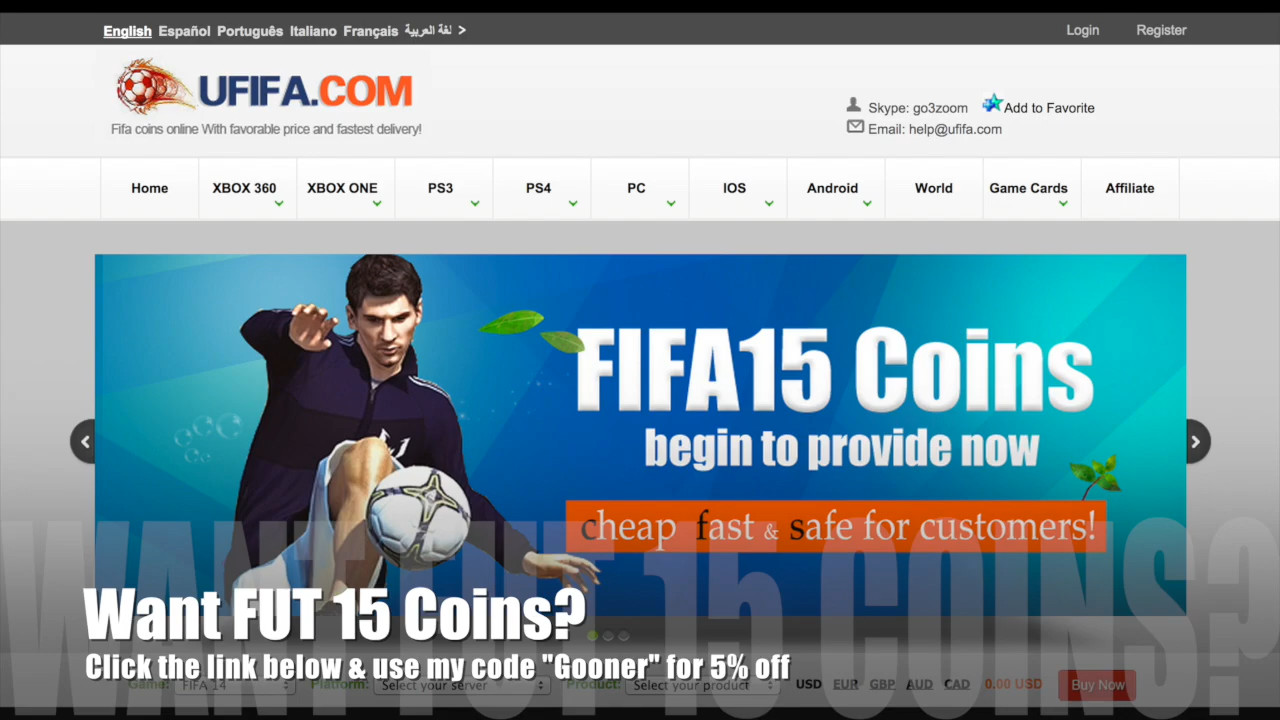 English Español Português Italiano Français لغة العربية >
Login Register
UFIFA.COM
Fifa coins online With favorable price and fastest delivery!
Skype: go3zoom Add to Favorite
Email: help@ufifa.com
Home XBOX 360 XBOX ONE PS3 PS4 PC IOS Android World Game Cards Affiliate
FIFA15 Coins
begin to provide now
cheap fast & safe for customers!
WANT FUT 15 COINS?
Want FUT 15 Coins?
Click the link below & use my code "Gooner" for 5% off
Game: FIFA 14 Platform: Select your server Product: Select your product USD EUR GBP AUD CAD 0.00 USD Buy Now